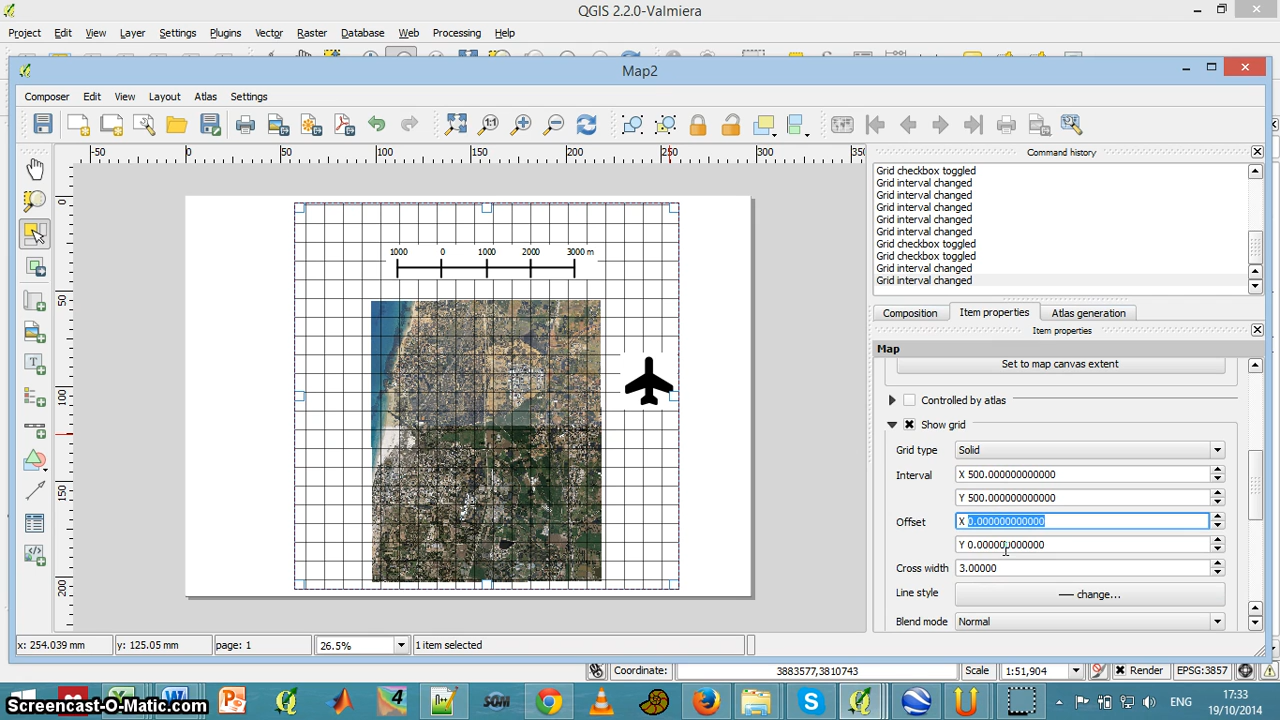 QGIS 2.2.0-Valmiera
Project Edit View Layer Settings Plugins Vector Raster Database Web Processing Help
Map2
Composer Edit View Layout Atlas Settings
-50 0 50 100 150 200 250 300 350
Command history
Grid checkbox toggled
Grid interval changed
Grid interval changed
Grid interval changed
Grid interval changed
Grid interval changed
Grid checkbox toggled
Grid checkbox toggled
Grid interval changed
Grid interval changed
0
50
100
150
200
1000 0 1000 2000 3000 m
Composition Item properties Atlas generation
Item properties
Map
Set to map canvas extent
Controlled by atlas
Show grid
Grid type Solid
Interval X 500.000000000000
Y 500.000000000000
Offset X 0.000000000000
Y 0.000000000000
Cross width 3.00000
Line style change...
Blend mode Normal
x: 254.039 mm y: 125.05 mm page: 1 26.5% 1 item selected
Coordinate: 3883577,3810743 Scale 1:51,904 Render EPSG:3857
ENG 17:33
19/10/2014
Screencast-O-Matic.com